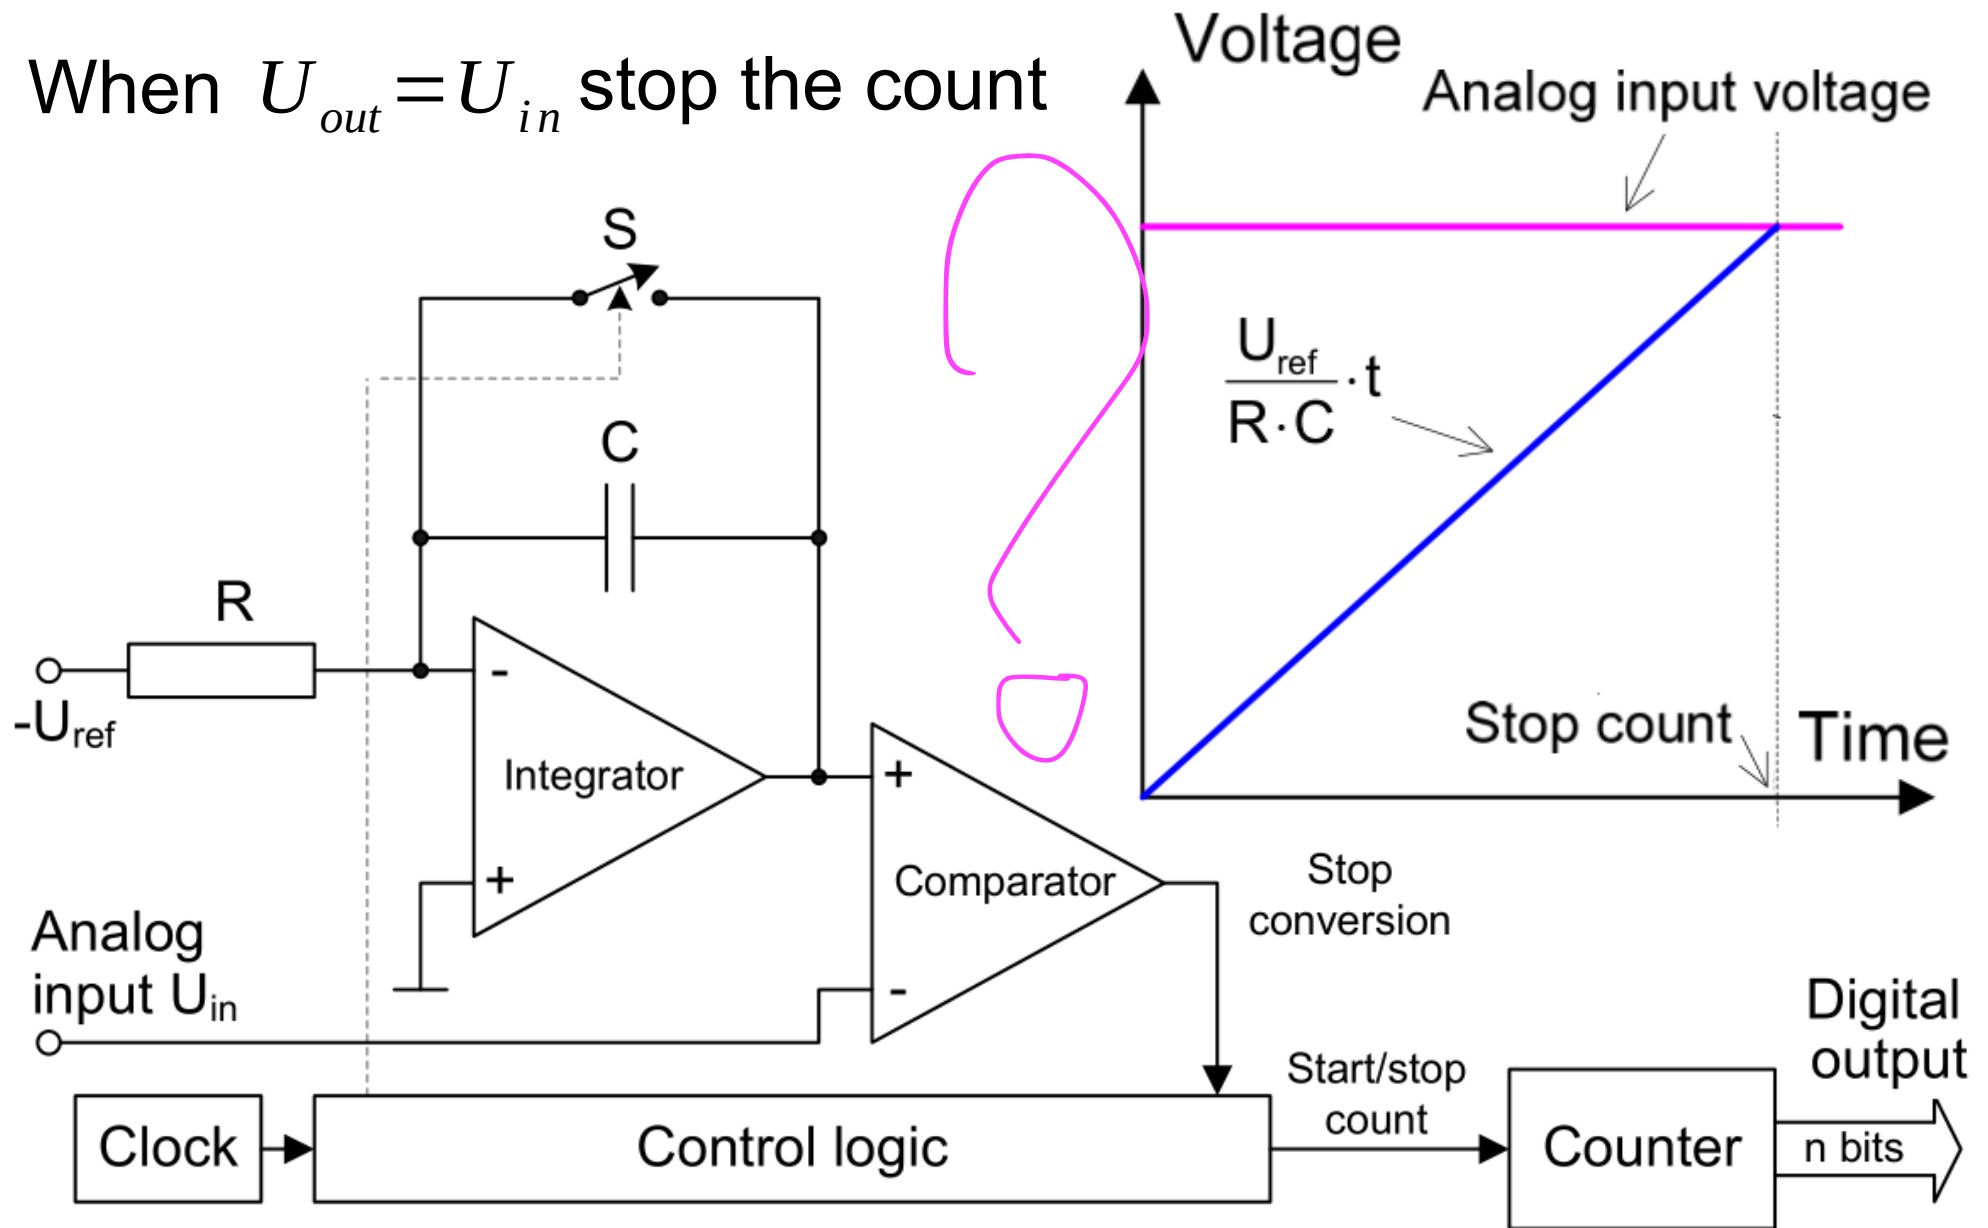 When U_out = U_in stop the count
Voltage
Analog input voltage
S
C
U_ref
R·C
·t
R
-U_ref
-
Integrator
+
+
Comparator
-
Stop count
Time
Stop
conversion
Analog
input U_in
Clock
Control logic
Start/stop
count
Counter
Digital
output
n bits
?